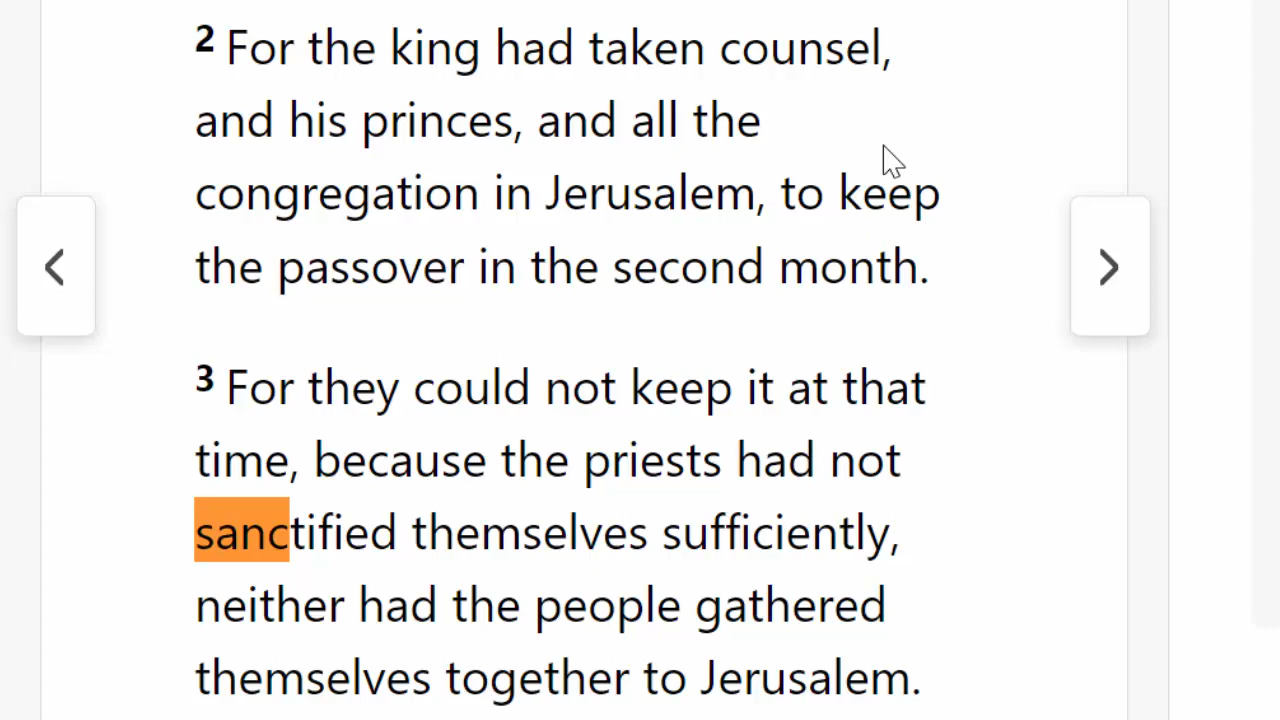 2 For the king had taken counsel,
and his princes, and all the
congregation in Jerusalem, to keep
the passover in the second month.
3 For they could not keep it at that
time, because the priests had not
sanctified themselves sufficiently,
neither had the people gathered
themselves together to Jerusalem.